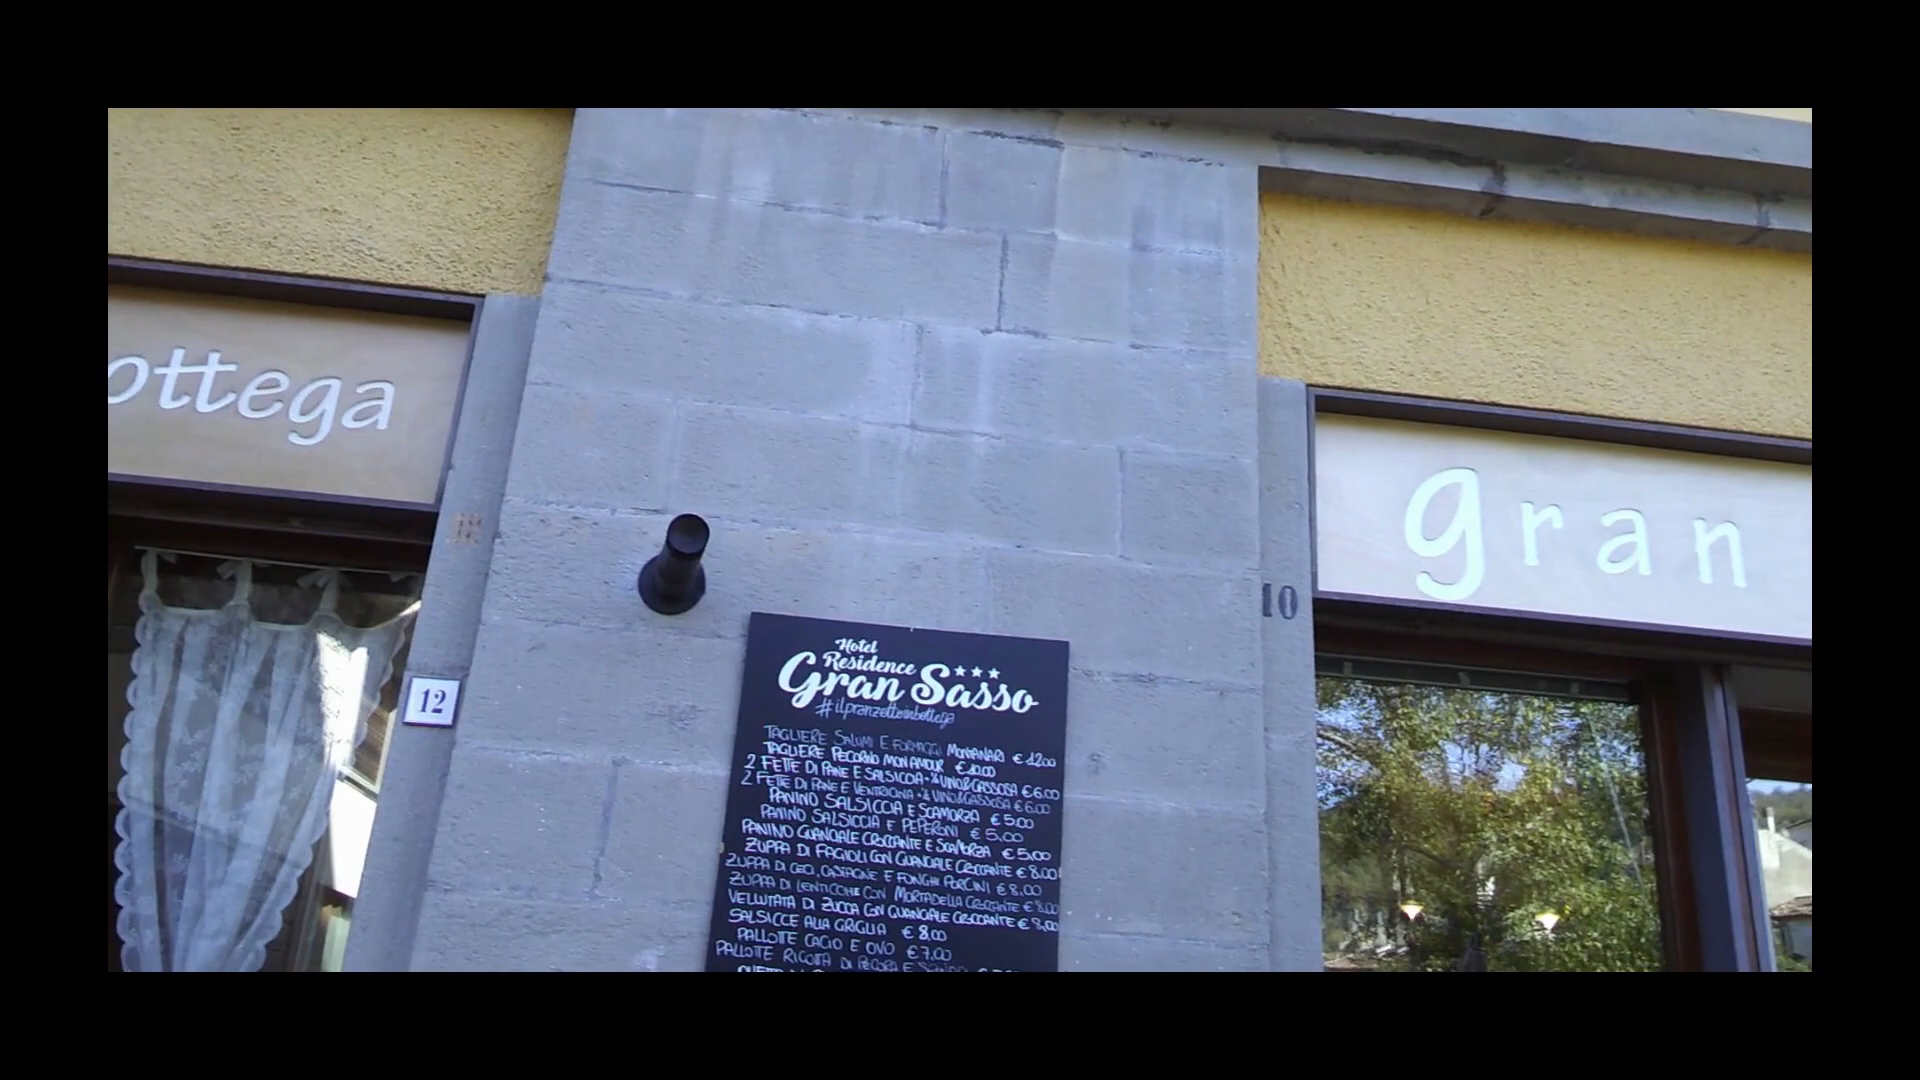 ottega
gran
12
10
Hotel
Residence
Gran Sasso
#ilpranzettoinbottega
TAGLIERE SALUMI E FORMAGGI MONTANARI € 12,00
TAGLIERE PECORINO MON AMOUR € 10,00
2 FETTE DI PANE E SALSICCIA + ¼ VINO&GASSOSA € 6.00
2 FETTE DI PANE E VENTRICINA + ¼ VINO&GASSOSA € 6.00
PANINO SALSICCIA E SCAMORZA € 5,00
PANINO SALSICCIA E PEPERONI € 5,00
PANINO GUANCIALE CROCCANTE E SCAMORZA € 5,00
ZUPPA DI FAGIOLI CON GUANCIALE CROCCANTE € 8.00
ZUPPA DI CECI, CASTAGNE E FUNGHI PORCINI € 8,00
ZUPPA DI LENTICCHIE CON MORTADELLA CROCCANTE € 8,00
VELLUTATA DI ZUCCA CON GUANCIALE CROCCANTE € 8,00
SALSICCE ALLA GRIGLIA € 8,00
PALLOTTE CACIO E OVO € 7,00
PALLOTTE RICOTTA DI PECORA E